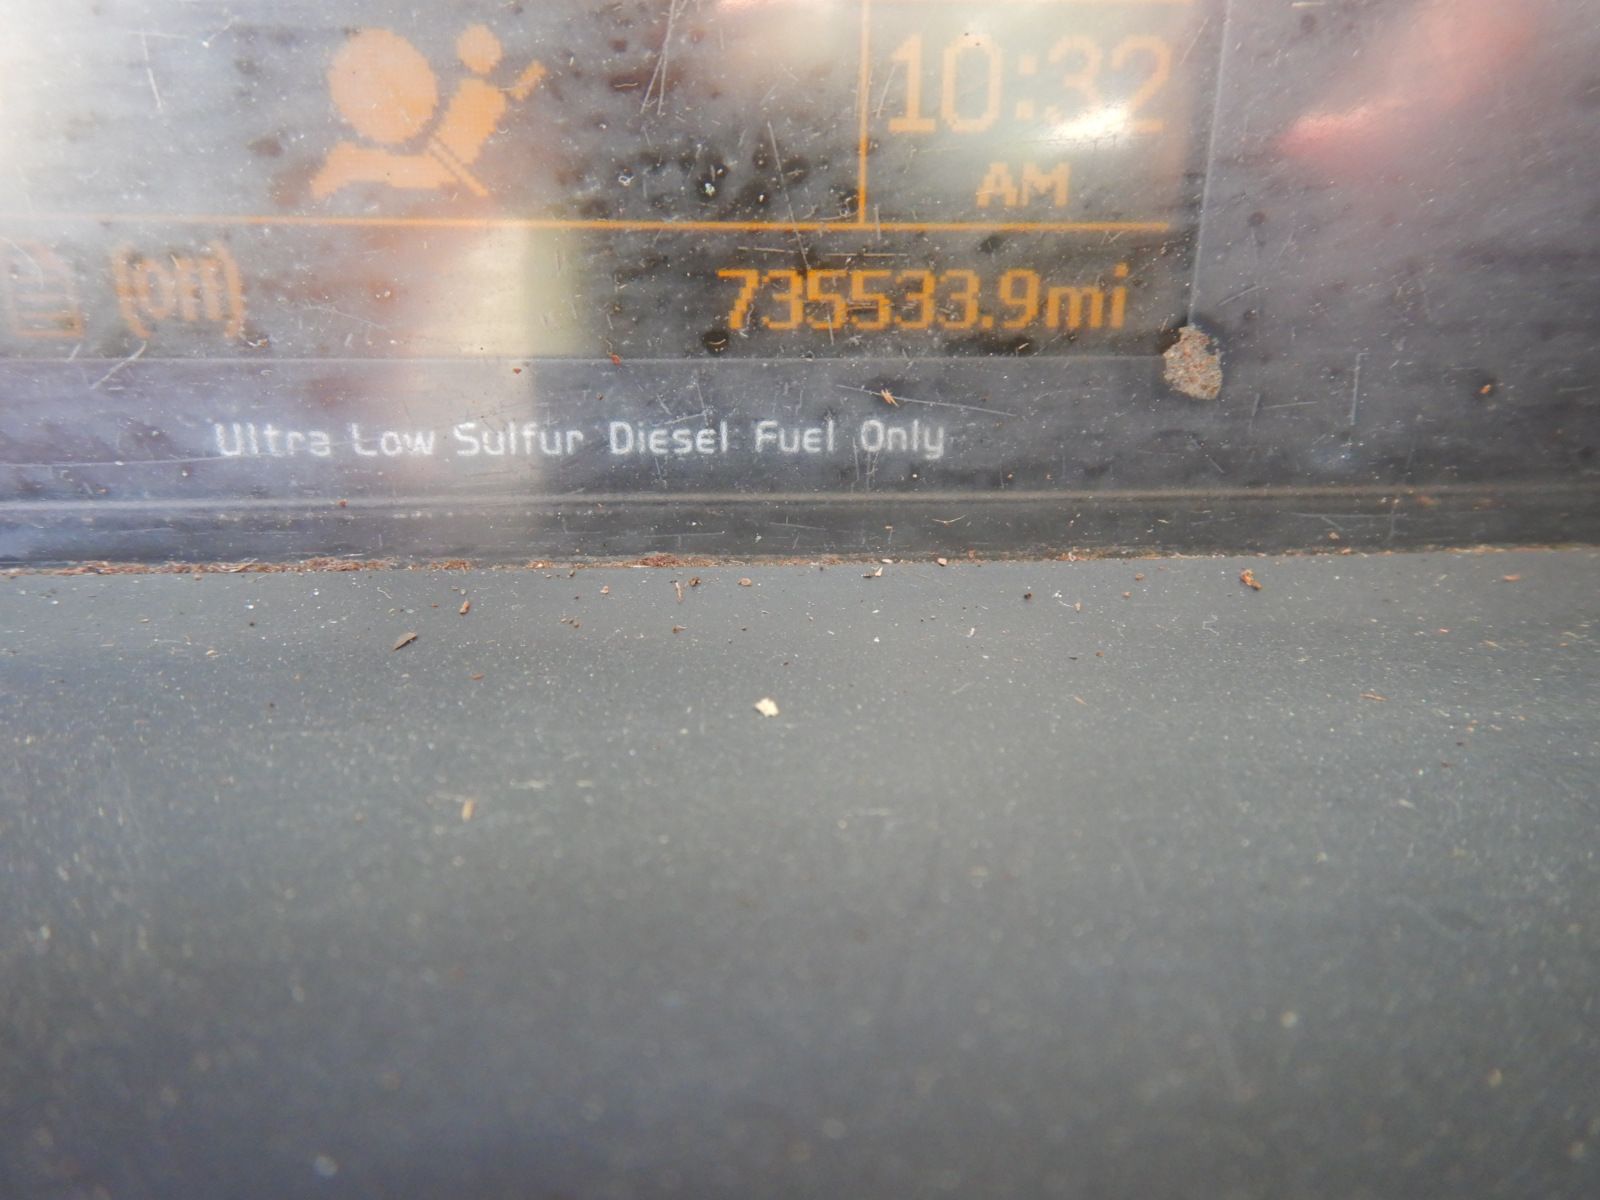 10:32
AM
(Off)
735533.9mi
Ultra Low Sulfur Diesel Fuel Only